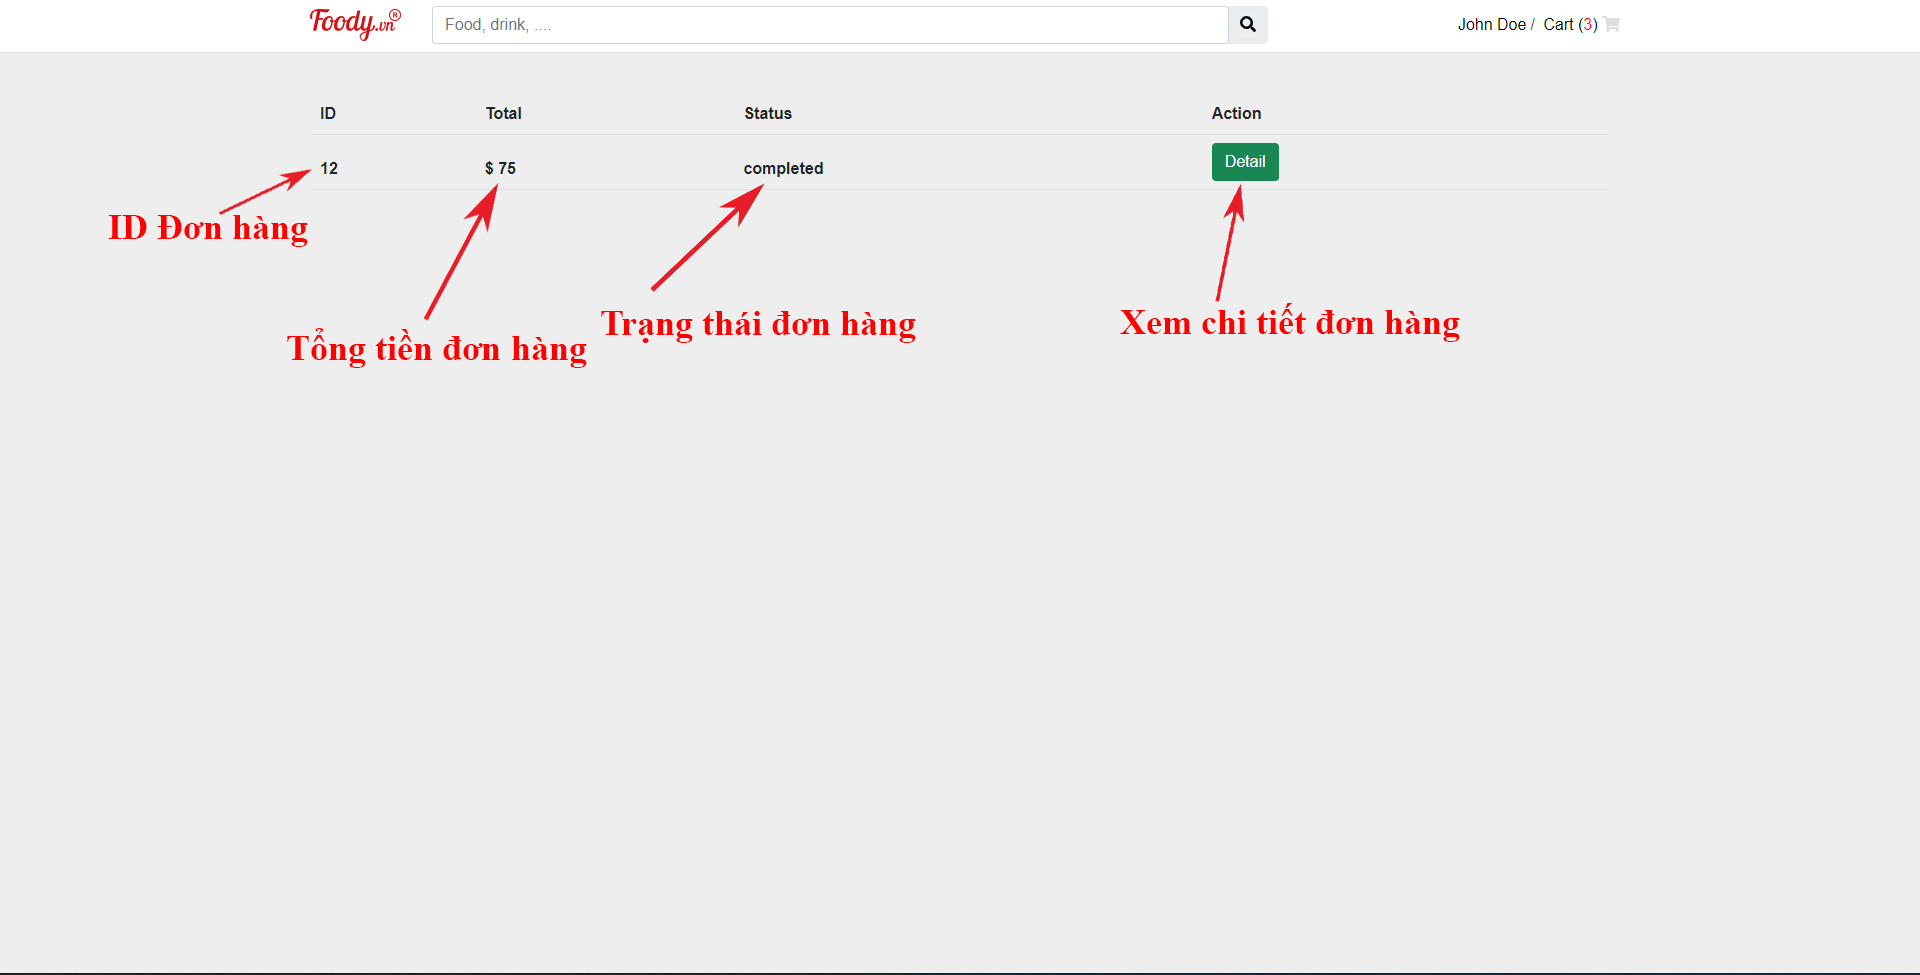 Foody.vn®
Food, drink, ....
John Doe / Cart (3)
ID Total Status Action
12 $ 75 completed Detail
ID Đơn hàng
Tổng tiền đơn hàng
Trạng thái đơn hàng
Xem chi tiết đơn hàng